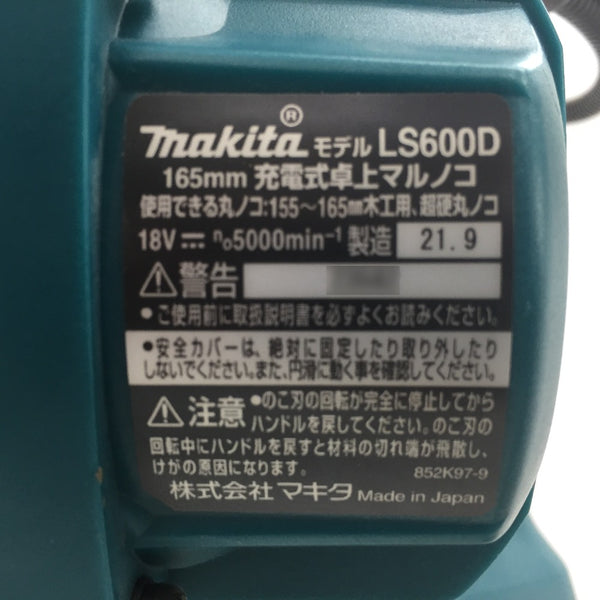 makita® モデル LS600D
165mm 充電式卓上マルノコ
使用できる丸ノコ:155～165mm木工用、超硬丸ノコ
18V⎓ n₀5000min⁻¹ 製造 21.9
⚠警告
●ご使用前に取扱説明書を必ずよくお読みください。
●安全カバーは、絶対に固定したり取り外したり
しないでください。また、円滑に動く事を確認してください。
⚠注意 ●のこ刃の回転が完全に停止してから
ハンドルを戻してください。のこ刃の
回転中にハンドルを戻すと材料の切れ端が飛散し、
けがの原因になります。 852K97-9
株式会社マキタ Made in Japan